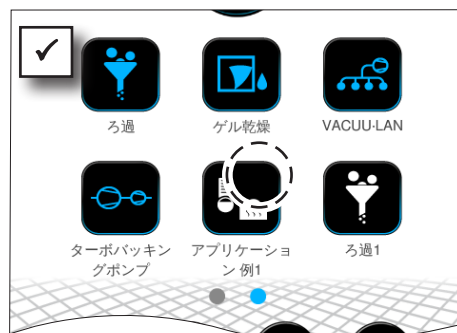 ろ過
ゲル乾燥
VACUU·LAN
ターボバッキン
グポンプ
アプリケーショ
ン 例1
ろ過1